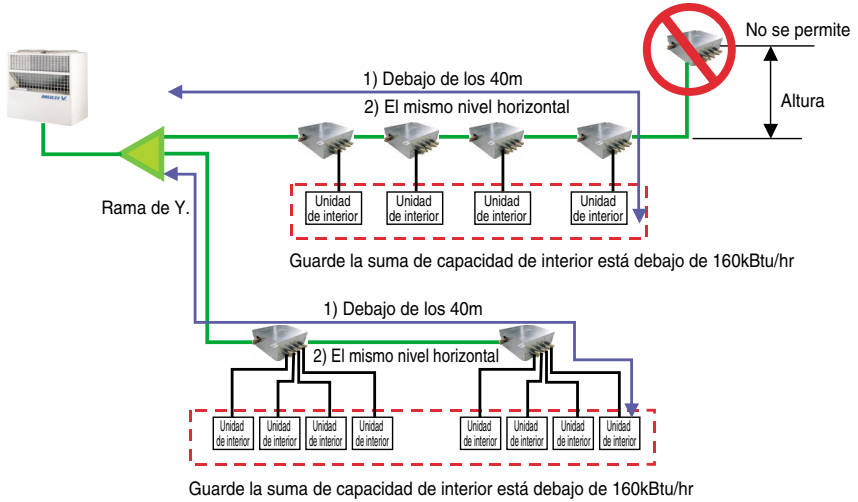 No se permite
MULTI V
1) Debajo de los 40m
2) El mismo nivel horizontal
Altura
Rama de Y.
Unidad
de interior
Unidad
de interior
Unidad
de interior
Unidad
de interior
Guarde la suma de capacidad de interior está debajo de 160kBtu/hr
1) Debajo de los 40m
2) El mismo nivel horizontal
Unidad
de interior
Unidad
de interior
Unidad
de interior
Unidad
de interior
Unidad
de interior
Unidad
de interior
Unidad
de interior
Unidad
de interior
Guarde la suma de capacidad de interior está debajo de 160kBtu/hr